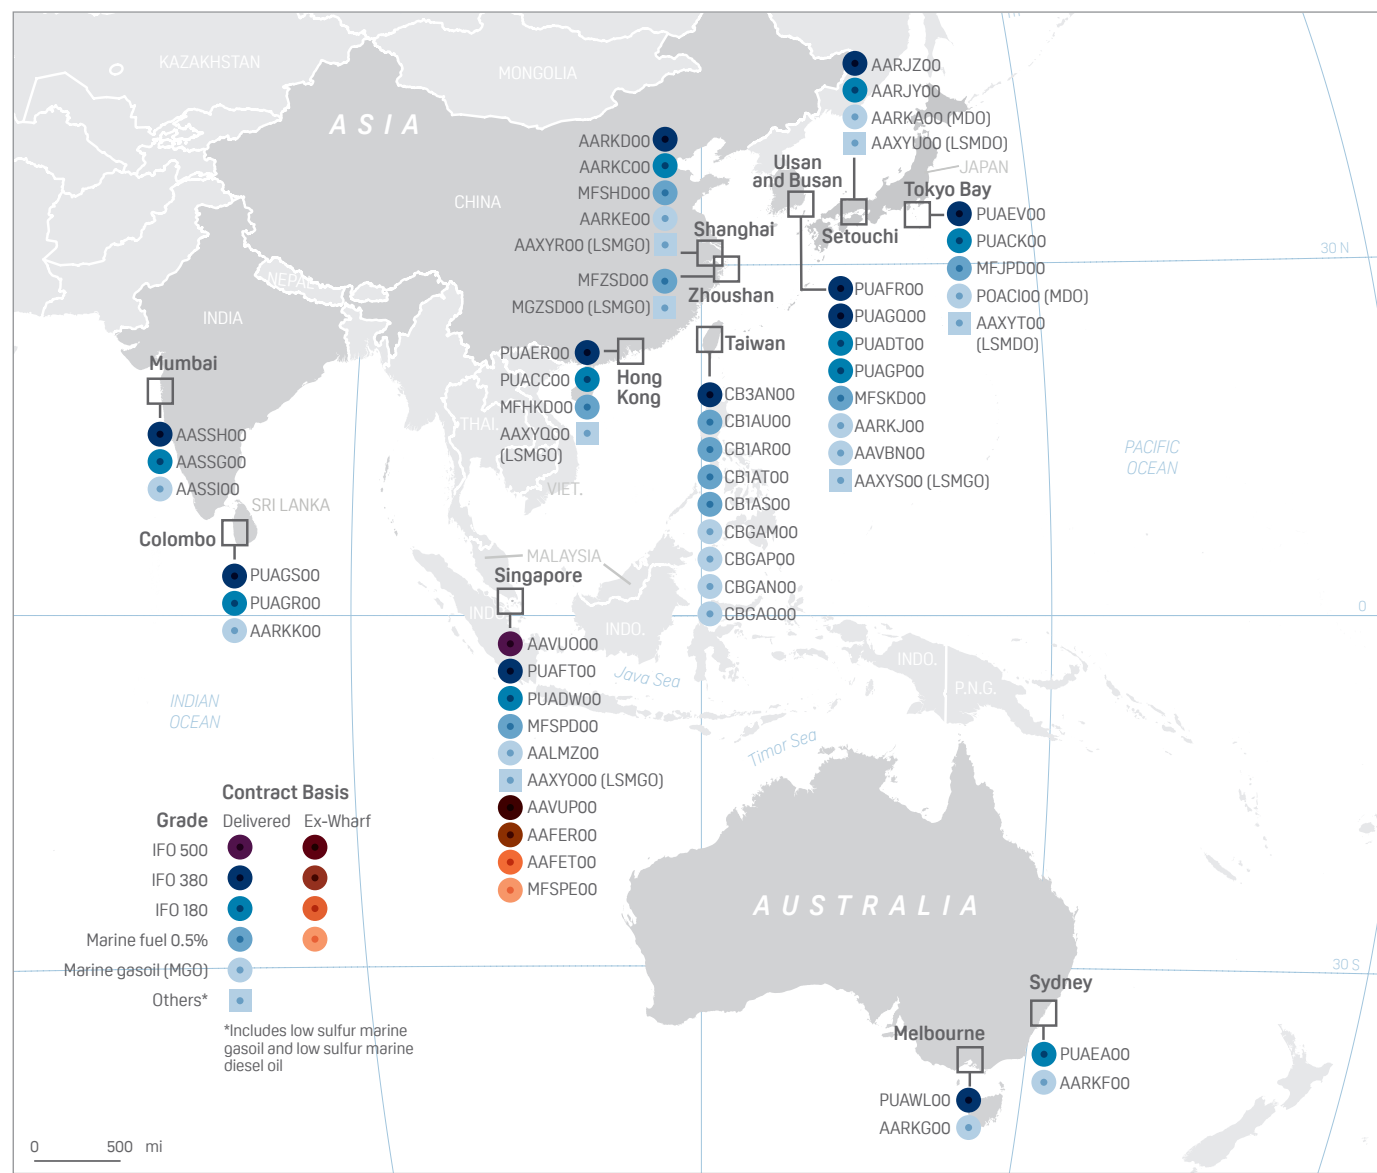 KAZAKHSTAN
MONGOLIA
ASIA
CHINA
NEPAL
INDIA
THAI.
VIET.
SRI LANKA
MALAYSIA
INDO.
INDO.
INDO.
P.N.G.
JAPAN
Java Sea
Timor Sea
INDIAN
OCEAN
PACIFIC
OCEAN
AUSTRALIA
30 N
0
30 S
AARJZ00
AARJY00
AARKA00 (MDO)
AAXYU00 (LSMDO)
Setouchi
AARKD00
AARKC00
MFSHD00
AARKE00
AAXYR00 (LSMGO)
Shanghai
MFZSD00
MGZSD00 (LSMGO)
Zhoushan
Ulsan
and Busan
PUAFR00
PUAGQ00
PUADT00
PUAGP00
MFSKD00
AARKJ00
AAVBN00
AAXYS00 (LSMGO)
Tokyo Bay
PUAEV00
PUACK00
MFJPD00
POACI00 (MDO)
AAXYT00
(LSMDO)
PUAER00
PUACC00
MFHKD00
AAXYQ00
(LSMGO)
Hong
Kong
Taiwan
CB3AN00
CB1AU00
CB1AR00
CB1AT00
CB1AS00
CBGAM00
CBGAP00
CBGAN00
CBGAQ00
Mumbai
AASSH00
AASSG00
AASSI00
Colombo
PUAGS00
PUAGR00
AARKK00
Singapore
AAVUO00
PUAFT00
PUADW00
MFSPD00
AALMZ00
AAXYO00 (LSMGO)
AAVUP00
AAFER00
AAFET00
MFSPE00
Sydney
PUAEA00
AARKF00
Melbourne
PUAWL00
AARKG00
Contract Basis
Grade Delivered Ex-Wharf
IFO 500
IFO 380
IFO 180
Marine fuel 0.5%
Marine gasoil (MGO)
Others*
*Includes low sulfur marine
gasoil and low sulfur marine
diesel oil
0 500 mi